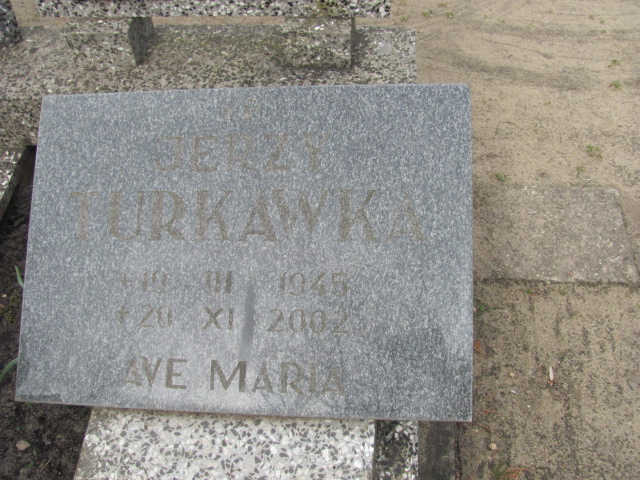 JERZY
TURKAWKA
* 19 III 1945
† 20 XI 2002
AVE MARIA